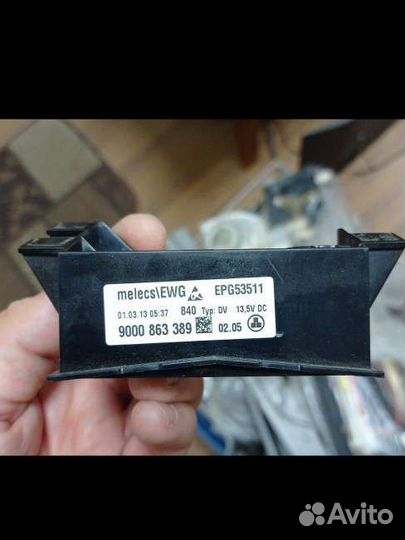 melecs\EWG EPG53511
01.03.13 05:37 840 Typ: DV 13,5V DC
9000 863 389 02.05
Avito